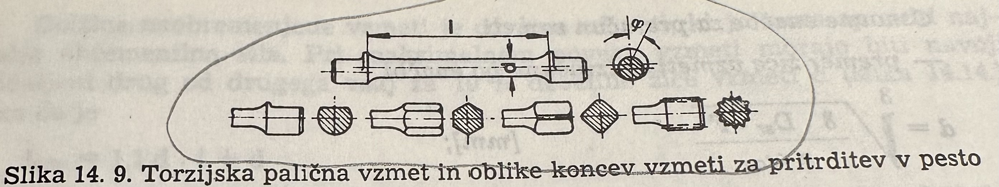 l
φ
d
Slika 14. 9. Torzijska palična vzmet in oblike koncev vzmeti za pritrditev v pesto